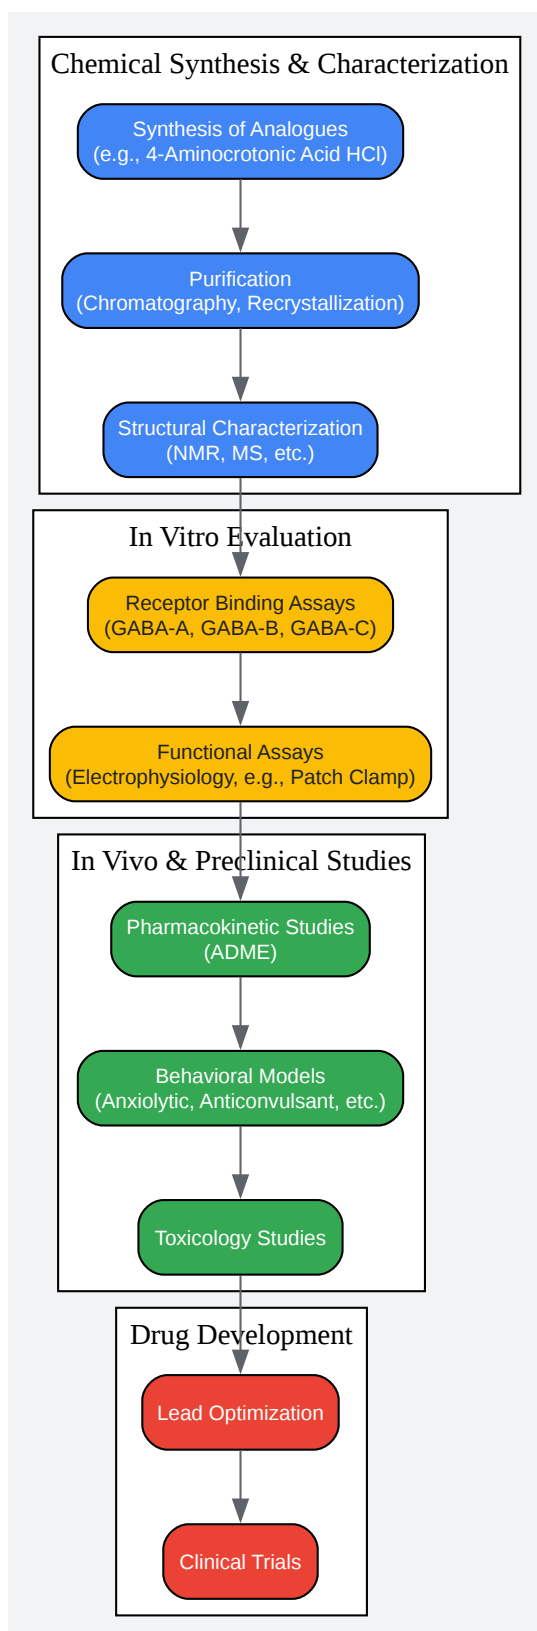 Chemical Synthesis & Characterization
Synthesis of Analogues
(e.g., 4-Aminocrotonic Acid HCl)
Purification
(Chromatography, Recrystallization)
Structural Characterization
(NMR, MS, etc.)
In Vitro Evaluation
Receptor Binding Assays
(GABA-A, GABA-B, GABA-C)
Functional Assays
(Electrophysiology, e.g., Patch Clamp)
In Vivo & Preclinical Studies
Pharmacokinetic Studies
(ADME)
Behavioral Models
(Anxiolytic, Anticonvulsant, etc.)
Toxicology Studies
Drug Development
Lead Optimization
Clinical Trials